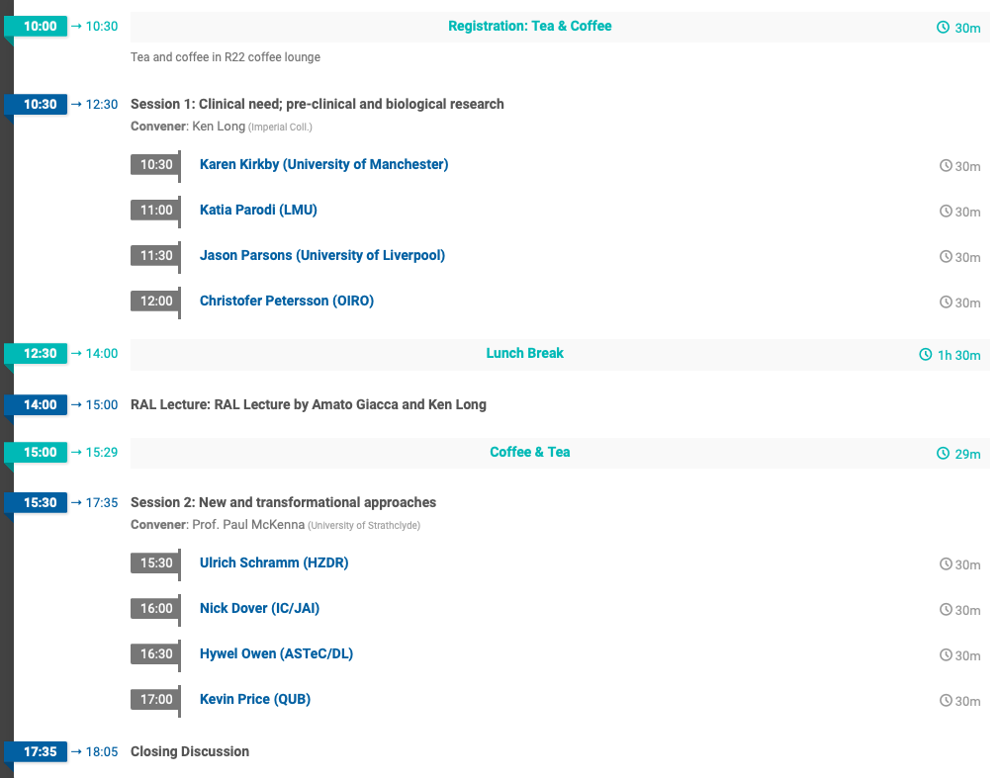 10:00 → 10:30 Registration: Tea & Coffee 30m
Tea and coffee in R22 coffee lounge
10:30 → 12:30 Session 1: Clinical need; pre-clinical and biological research
Convener: Ken Long (Imperial Coll.)
10:30 Karen Kirkby (University of Manchester) 30m
11:00 Katia Parodi (LMU) 30m
11:30 Jason Parsons (University of Liverpool) 30m
12:00 Christofer Petersson (OIRO) 30m
12:30 → 14:00 Lunch Break 1h 30m
14:00 → 15:00 RAL Lecture: RAL Lecture by Amato Giacca and Ken Long
15:00 → 15:29 Coffee & Tea 29m
15:30 → 17:35 Session 2: New and transformational approaches
Convener: Prof. Paul McKenna (University of Strathclyde)
15:30 Ulrich Schramm (HZDR) 30m
16:00 Nick Dover (IC/JAI) 30m
16:30 Hywel Owen (ASTeC/DL) 30m
17:00 Kevin Price (QUB) 30m
17:35 → 18:05 Closing Discussion